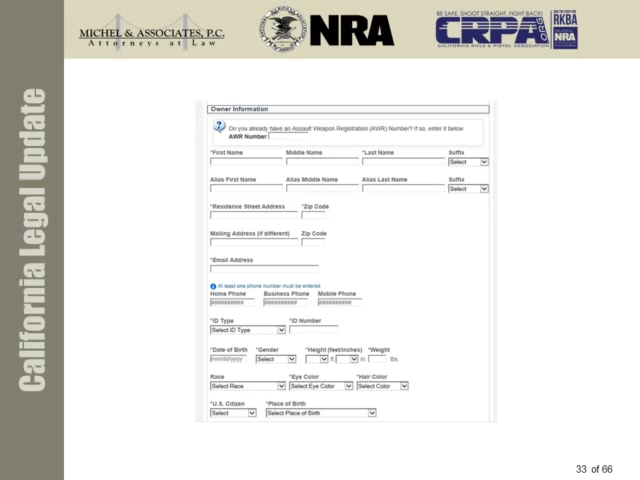 MICHEL & ASSOCIATES, P.C.
Attorneys at Law
NRA
BE SAFE. SHOOT STRAIGHT. FIGHT BACK!
CRPA.ORG
CALIFORNIA RIFLE & PISTOL ASSOCIATION
RKBA
NRA
California Legal Update
Owner Information
Do you already have an Assault Weapon Registration (AWR) Number? If so, enter it below
AWR Number
*First Name Middle Name *Last Name Suffix
Select
Alias First Name Alias Middle Name Alias Last Name Suffix
Select
*Residence Street Address *Zip Code
Mailing Address (if different) Zip Code
*Email Address
At least one phone number must be entered
Home Phone Business Phone Mobile Phone
########## ########## ##########
*ID Type *ID Number
Select ID Type
*Date of Birth *Gender *Height (feet/inches) *Weight
mm/dd/yyyy Select ft in lbs.
Race *Eye Color *Hair Color
Select Race Select Eye Color Select Color
*U.S. Citizen *Place of Birth
Select Select Place of Birth
33 of 66